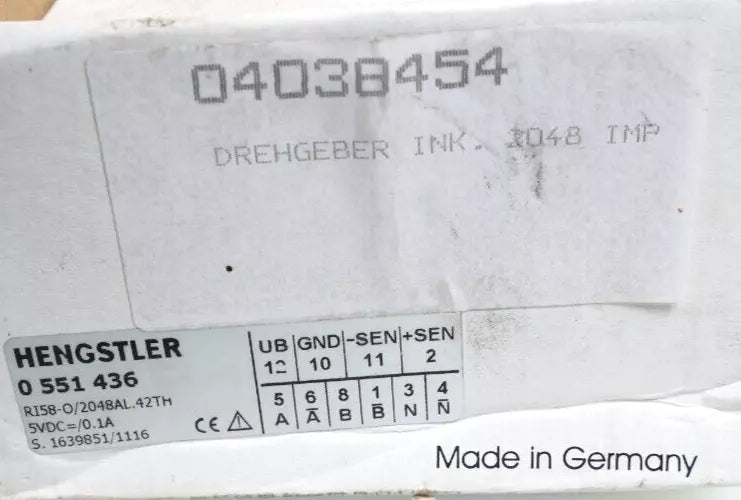 04038454
DREHGEBER INK. 2048 IMP
HENGSTLER
0 551 436
RI58-O/2048AL.42TH
5VDC=/0.1A
S. 1639851/1116
CE
UB GND -SEN +SEN
12 10 11 2
5 6 8 1 3 4
A A̅ B B̅ N N̅
Made in Germany